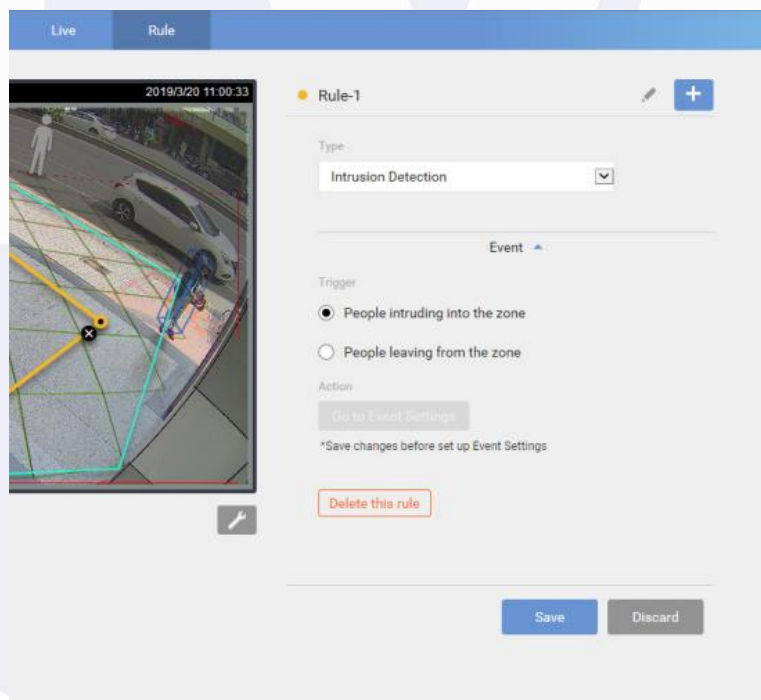 Live Rule
2019/3/20 11:00:33
Rule-1
Type
Intrusion Detection
Event
Trigger
People intruding into the zone
People leaving from the zone
Action
Go to Event Settings
*Save changes before set up Event Settings
Delete this rule
Save Discard